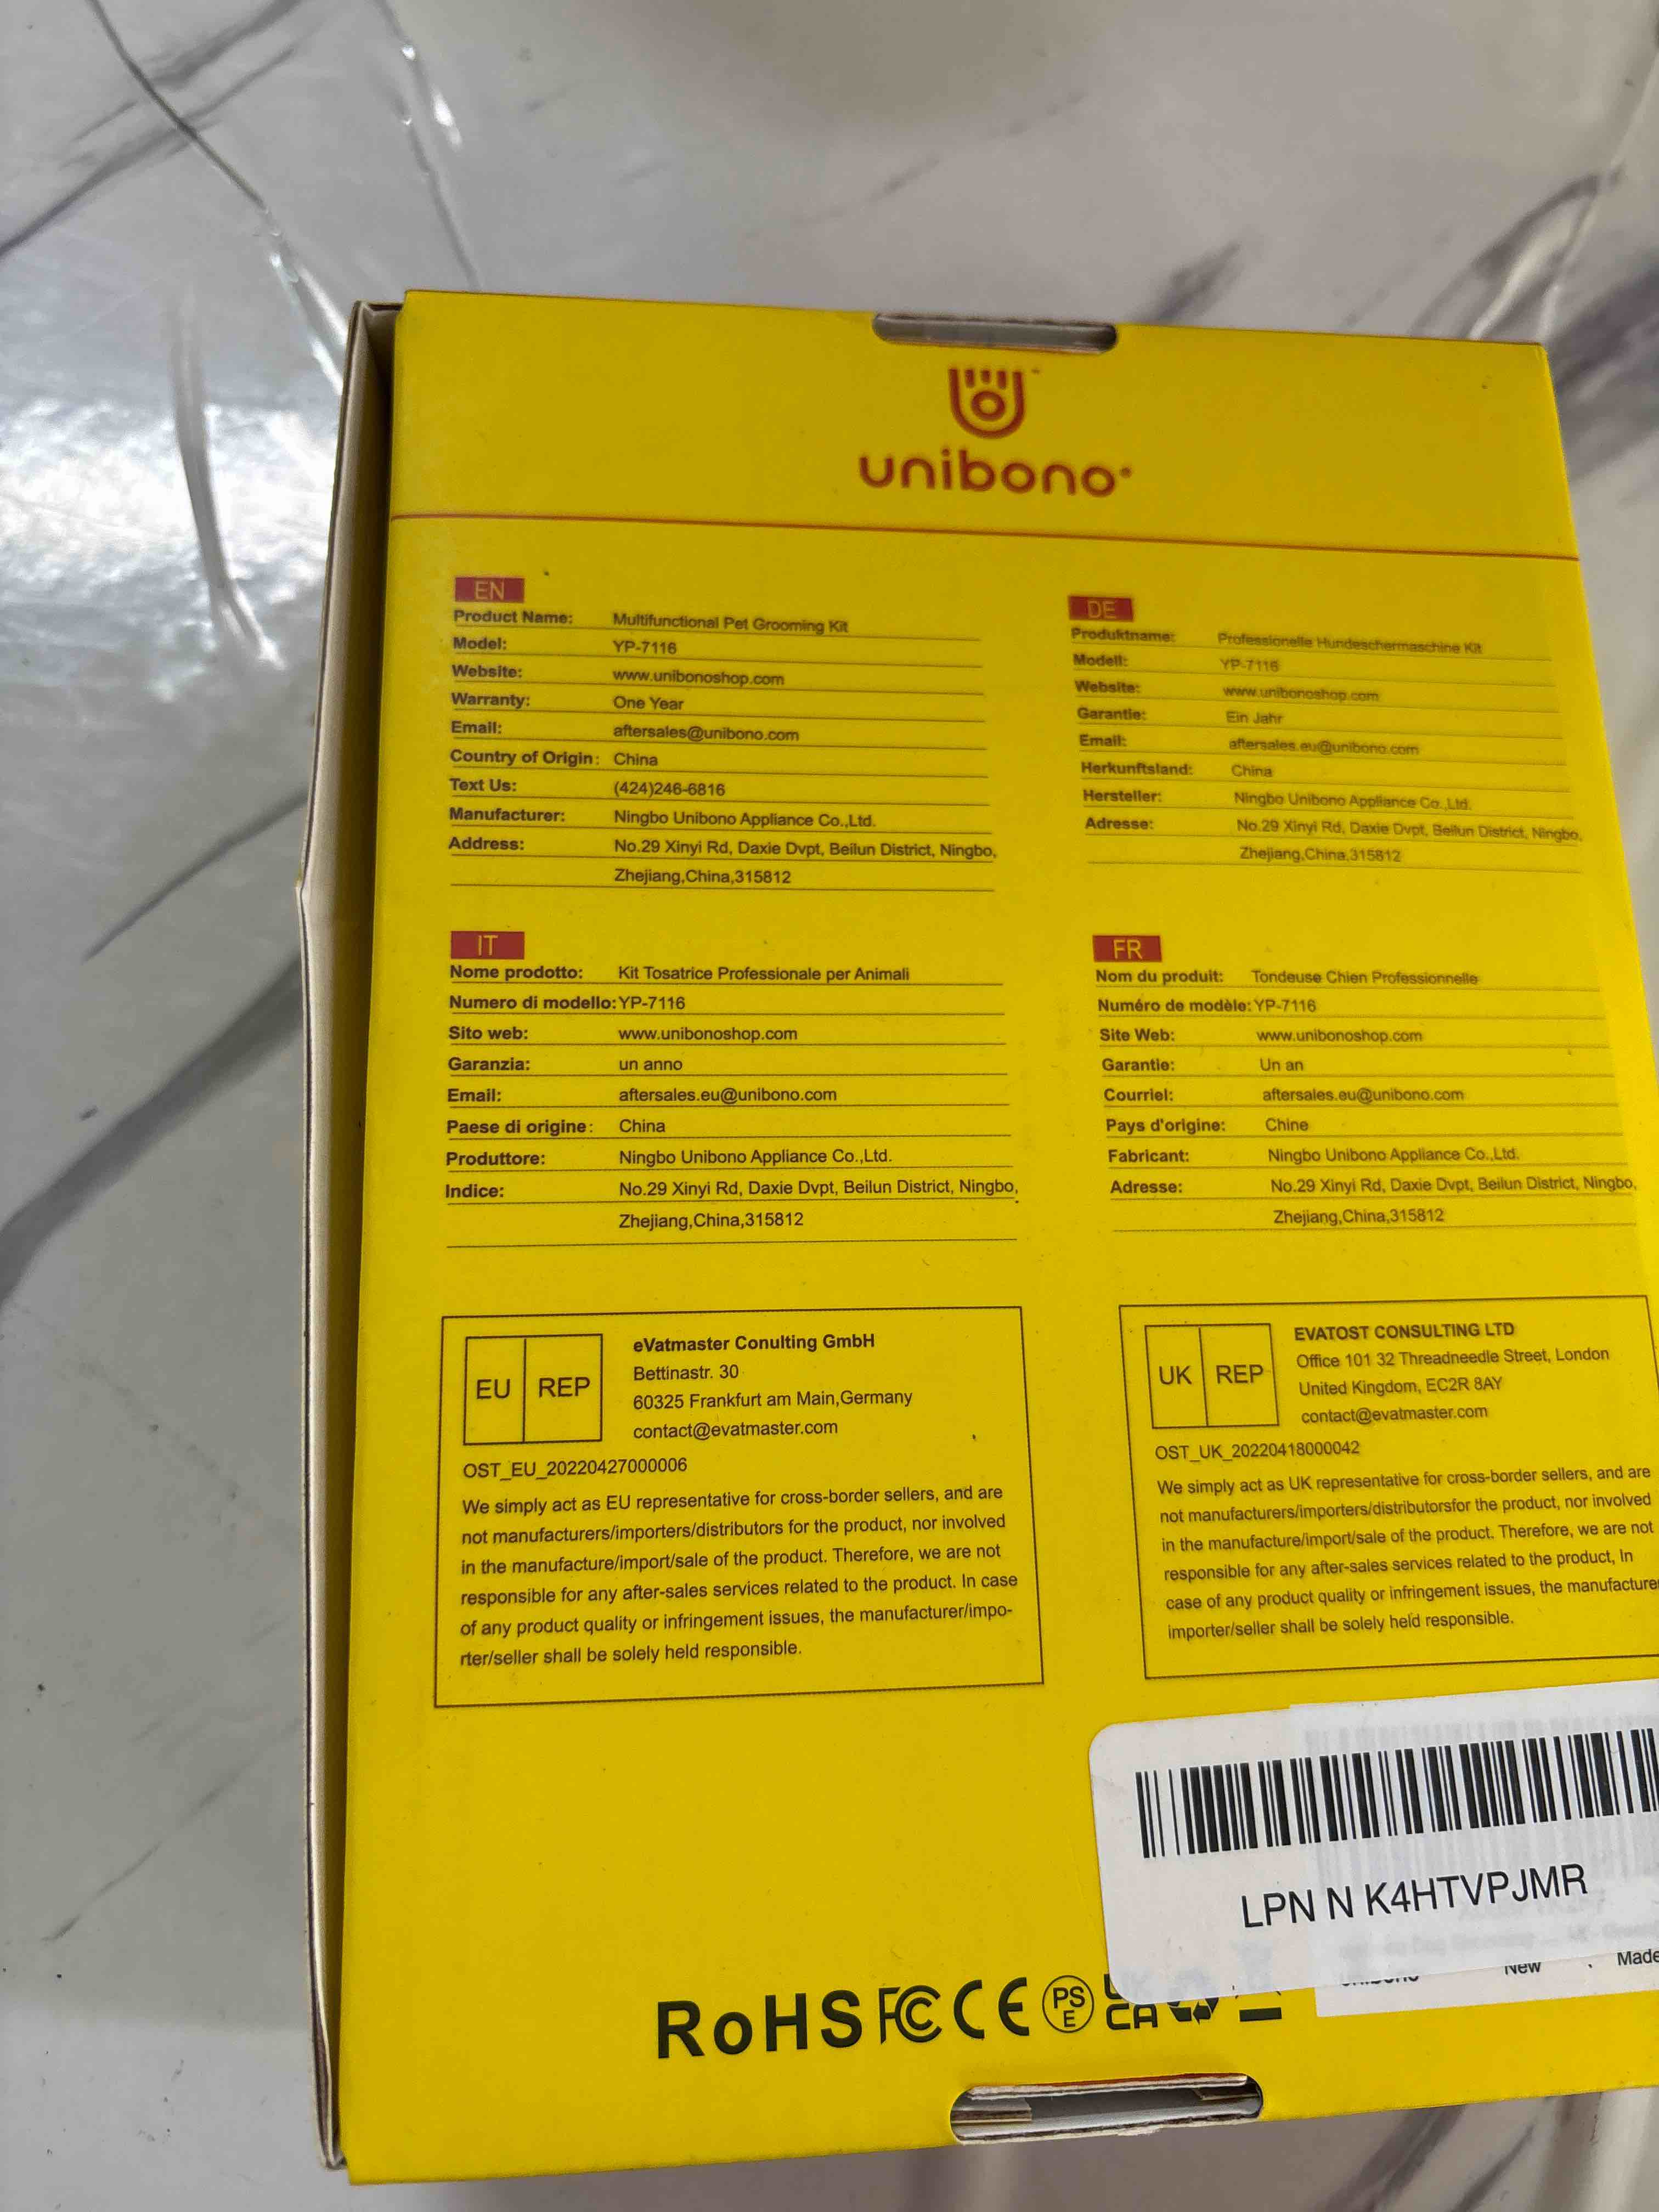 unibono
EN
Product Name: Multifunctional Pet Grooming Kit
Model: YP-7116
Website: www.unibonoshop.com
Warranty: One Year
Email: aftersales@unibono.com
Country of Origin: China
Text Us: (424)246-6816
Manufacturer: Ningbo Unibono Appliance Co.,Ltd.
Address: No.29 Xinyi Rd, Daxie Dvpt, Beilun District, Ningbo,
Zhejiang,China,315812
DE
Produktname: Professionelle Hundeschermaschine Kit
Modell: YP-7116
Website: www.unibonoshop.com
Garantie: Ein Jahr
Email: aftersales.eu@unibono.com
Herkunftsland: China
Hersteller: Ningbo Unibono Appliance Co.,Ltd.
Adresse: No.29 Xinyi Rd, Daxie Dvpt, Beilun District, Ningbo,
Zhejiang,China,315812
IT
Nome prodotto: Kit Tosatrice Professionale per Animali
Numero di modello: YP-7116
Sito web: www.unibonoshop.com
Garanzia: un anno
Email: aftersales.eu@unibono.com
Paese di origine: China
Produttore: Ningbo Unibono Appliance Co.,Ltd.
Indice: No.29 Xinyi Rd, Daxie Dvpt, Beilun District, Ningbo,
Zhejiang,China,315812
FR
Nom du produit: Tondeuse Chien Professionnelle
Numéro de modèle: YP-7116
Site Web: www.unibonoshop.com
Garantie: Un an
Courriel: aftersales.eu@unibono.com
Pays d'origine: Chine
Fabricant: Ningbo Unibono Appliance Co.,Ltd.
Adresse: No.29 Xinyi Rd, Daxie Dvpt, Beilun District, Ningbo,
Zhejiang,China,315812
EU REP
eVatmaster Conulting GmbH
Bettinastr. 30
60325 Frankfurt am Main,Germany
contact@evatmaster.com
OST_EU_20220427000006
We simply act as EU representative for cross-border sellers, and are
not manufacturers/importers/distributors for the product, nor involved
in the manufacture/import/sale of the product. Therefore, we are not
responsible for any after-sales services related to the product. In case
of any product quality or infringement issues, the manufacturer/impo-
rter/seller shall be solely held responsible.
UK REP
EVATOST CONSULTING LTD
Office 101 32 Threadneedle Street, London
United Kingdom, EC2R 8AY
contact@evatmaster.com
OST_UK_20220418000042
We simply act as UK representative for cross-border sellers, and are
not manufacturers/importers/distributorsfor the product, nor involved
in the manufacture/import/sale of the product. Therefore, we are not
responsible for any after-sales services related to the product, In
case of any product quality or infringement issues, the manufacturer
importer/seller shall be solely held responsible.
LPN N K4HTVPJMR
New Made
RoHS FC CE PS E UK CA